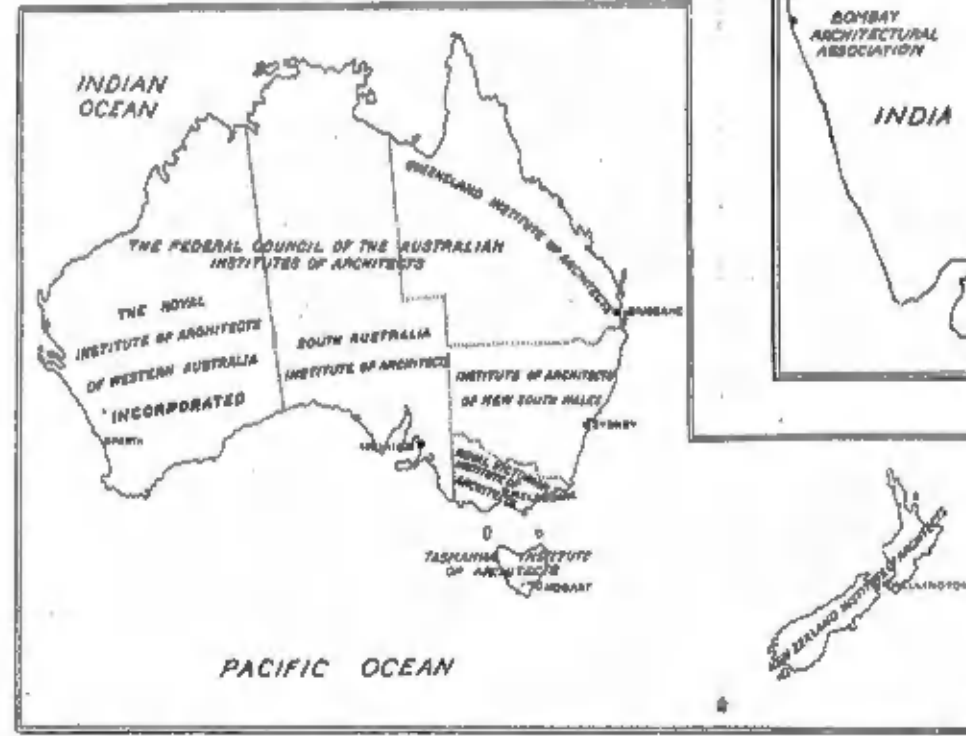 INDIAN
OCEAN
BOMBAY
ARCHITECTURAL
ASSOCIATION
INDIA
QUEENSLAND INSTITUTE OF ARCHITECTS
BRISBANE
THE FEDERAL COUNCIL OF THE AUSTRALIAN
INSTITUTES OF ARCHITECTS
THE ROYAL
INSTITUTE OF ARCHITECTS
OF WESTERN AUSTRALIA
INCORPORATED
PERTH
SOUTH AUSTRALIA
INSTITUTE OF ARCHITECTS
ADELAIDE
INSTITUTE OF ARCHITECTS
OF NEW SOUTH WALES
SYDNEY
ROYAL VICTORIAN
INSTITUTE OF
ARCHITECTS
MELBOURNE
TASMANIAN INSTITUTE
OF ARCHITECTS
HOBART
NEW ZEALAND INSTITUTE OF ARCHITECTS
WELLINGTON
PACIFIC OCEAN